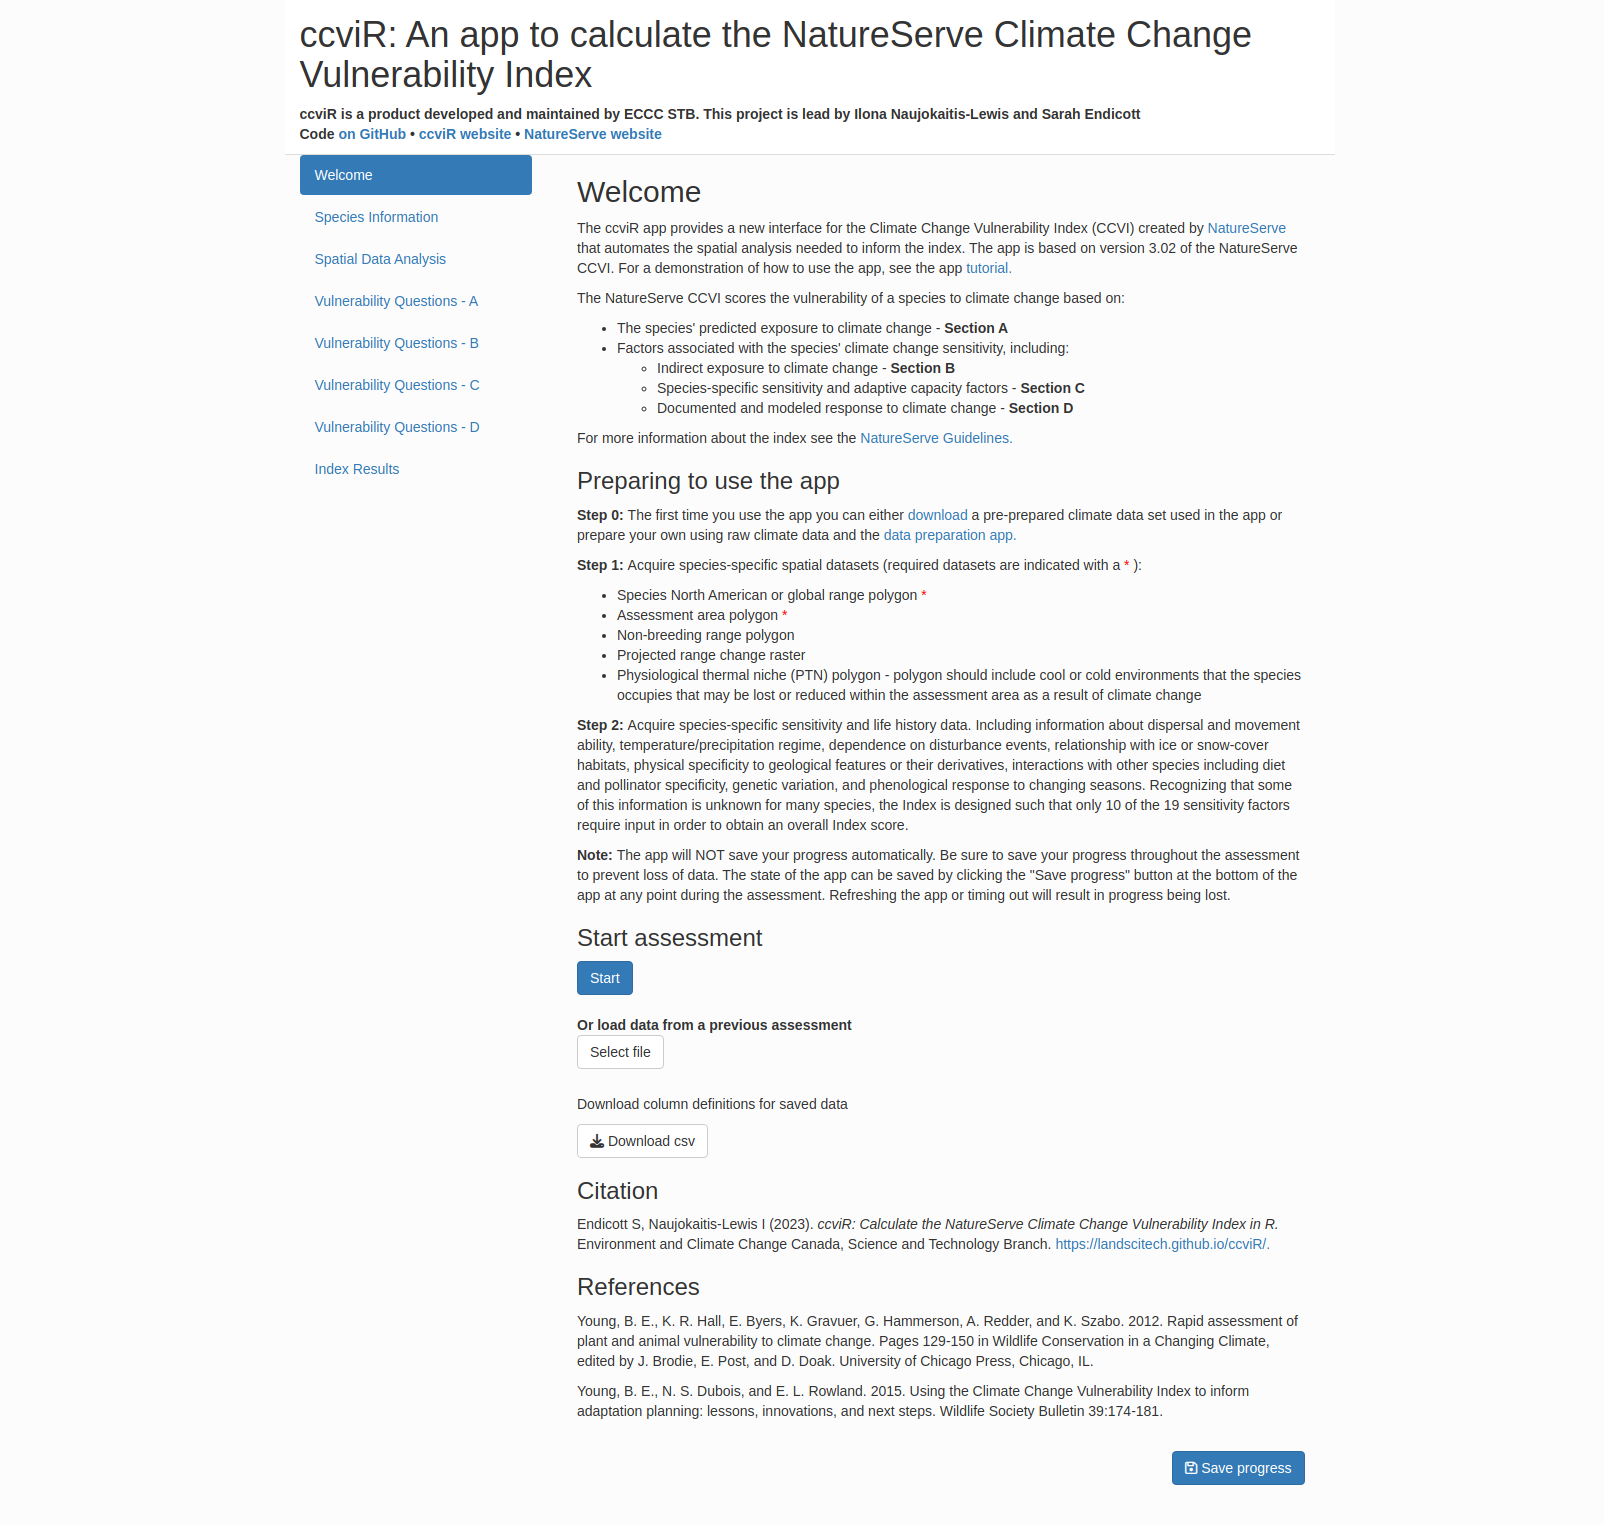 ccviR: An app to calculate the NatureServe Climate Change
Vulnerability Index
ccviR is a product developed and maintained by ECCC STB. This project is lead by Ilona Naujokaitis-Lewis and Sarah Endicott
Code on GitHub • ccviR website • NatureServe website
Welcome
Species Information
Spatial Data Analysis
Vulnerability Questions - A
Vulnerability Questions - B
Vulnerability Questions - C
Vulnerability Questions - D
Index Results
Welcome
The ccviR app provides a new interface for the Climate Change Vulnerability Index (CCVI) created by NatureServe
that automates the spatial analysis needed to inform the index. The app is based on version 3.02 of the NatureServe
CCVI. For a demonstration of how to use the app, see the app tutorial.
The NatureServe CCVI scores the vulnerability of a species to climate change based on:
• The species' predicted exposure to climate change - Section A
• Factors associated with the species' climate change sensitivity, including:
◦ Indirect exposure to climate change - Section B
◦ Species-specific sensitivity and adaptive capacity factors - Section C
◦ Documented and modeled response to climate change - Section D
For more information about the index see the NatureServe Guidelines.
Preparing to use the app
Step 0: The first time you use the app you can either download a pre-prepared climate data set used in the app or
prepare your own using raw climate data and the data preparation app.
Step 1: Acquire species-specific spatial datasets (required datasets are indicated with a * ):
• Species North American or global range polygon *
• Assessment area polygon *
• Non-breeding range polygon
• Projected range change raster
• Physiological thermal niche (PTN) polygon - polygon should include cool or cold environments that the species
occupies that may be lost or reduced within the assessment area as a result of climate change
Step 2: Acquire species-specific sensitivity and life history data. Including information about dispersal and movement
ability, temperature/precipitation regime, dependence on disturbance events, relationship with ice or snow-cover
habitats, physical specificity to geological features or their derivatives, interactions with other species including diet
and pollinator specificity, genetic variation, and phenological response to changing seasons. Recognizing that some
of this information is unknown for many species, the Index is designed such that only 10 of the 19 sensitivity factors
require input in order to obtain an overall Index score.
Note: The app will NOT save your progress automatically. Be sure to save your progress throughout the assessment
to prevent loss of data. The state of the app can be saved by clicking the "Save progress" button at the bottom of the
app at any point during the assessment. Refreshing the app or timing out will result in progress being lost.
Start assessment
Start
Or load data from a previous assessment
Select file
Download column definitions for saved data
Download csv
Citation
Endicott S, Naujokaitis-Lewis I (2023). ccviR: Calculate the NatureServe Climate Change Vulnerability Index in R.
Environment and Climate Change Canada, Science and Technology Branch. https://landscitech.github.io/ccviR/.
References
Young, B. E., K. R. Hall, E. Byers, K. Gravuer, G. Hammerson, A. Redder, and K. Szabo. 2012. Rapid assessment of
plant and animal vulnerability to climate change. Pages 129-150 in Wildlife Conservation in a Changing Climate,
edited by J. Brodie, E. Post, and D. Doak. University of Chicago Press, Chicago, IL.
Young, B. E., N. S. Dubois, and E. L. Rowland. 2015. Using the Climate Change Vulnerability Index to inform
adaptation planning: lessons, innovations, and next steps. Wildlife Society Bulletin 39:174-181.
Save progress